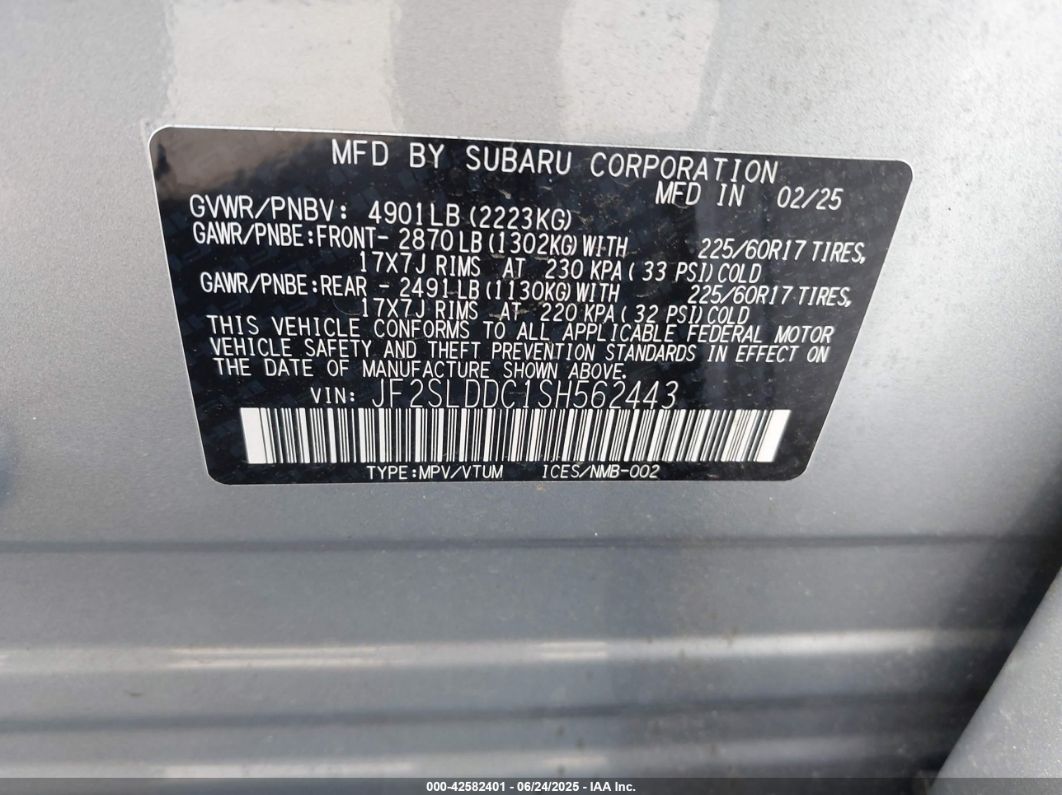 MFD BY SUBARU CORPORATION
MFD IN 02/25
GVWR/PNBV: 4901LB (2223KG)
GAWR/PNBE:FRONT- 2870LB (1302KG) WITH 225/60R17 TIRES,
17X7J RIMS AT 230 KPA ( 33 PSI) COLD
GAWR/PNBE:REAR - 2491LB (1130KG) WITH 225/60R17 TIRES,
17X7J RIMS AT 220 KPA ( 32 PSI) COLD
THIS VEHICLE CONFORMS TO ALL APPLICABLE FEDERAL MOTOR
VEHICLE SAFETY AND THEFT PREVENTION STANDARDS IN EFFECT ON
THE DATE OF MANUFACTURE SHOWN ABOVE.
VIN: JF2SLDDC1SH562443
TYPE:MPV/VTUM ICES/NMB-002
000-42582401 - 06/24/2025 - IAA Inc.